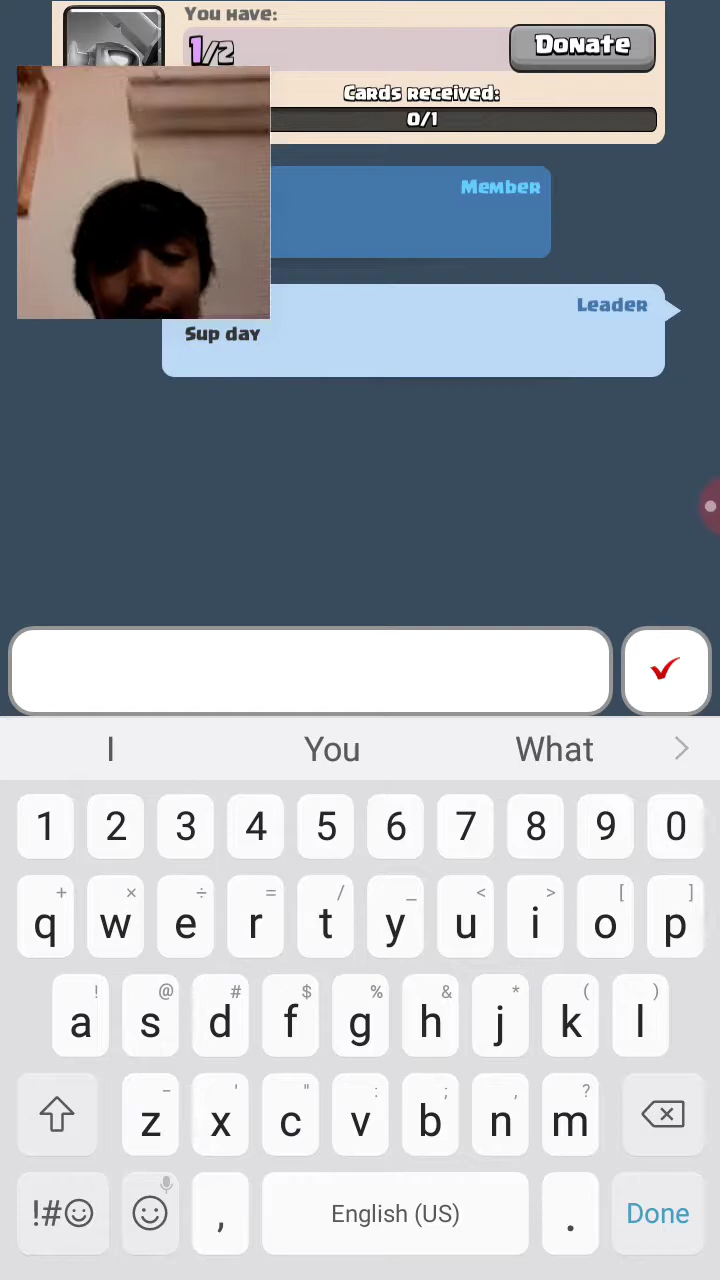 You have:
1/2
Donate
Cards received:
0/1
Member
Leader
Sup day
I You What
1 2 3 4 5 6 7 8 9 0
+ × ÷ = / _ < > [ ]
q w e r t y u i o p
! @ # $ % & * ( )
a s d f g h j k l
- ' " : ; , ?
z x c v b n m
!#☺ , English (US) . Done